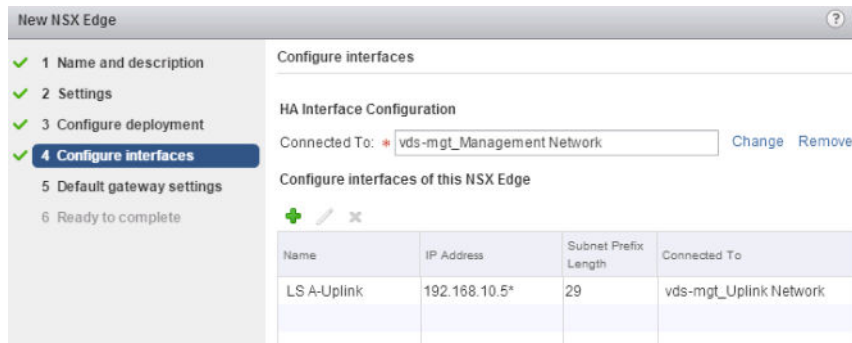 New NSX Edge ?
1 Name and description
2 Settings
3 Configure deployment
4 Configure interfaces
5 Default gateway settings
6 Ready to complete
Configure interfaces
HA Interface Configuration
Connected To: * vds-mgt_Management Network Change Remove
Configure interfaces of this NSX Edge
Name IP Address Subnet Prefix Length Connected To
LS A-Uplink 192.168.10.5* 29 vds-mgt_Uplink Network